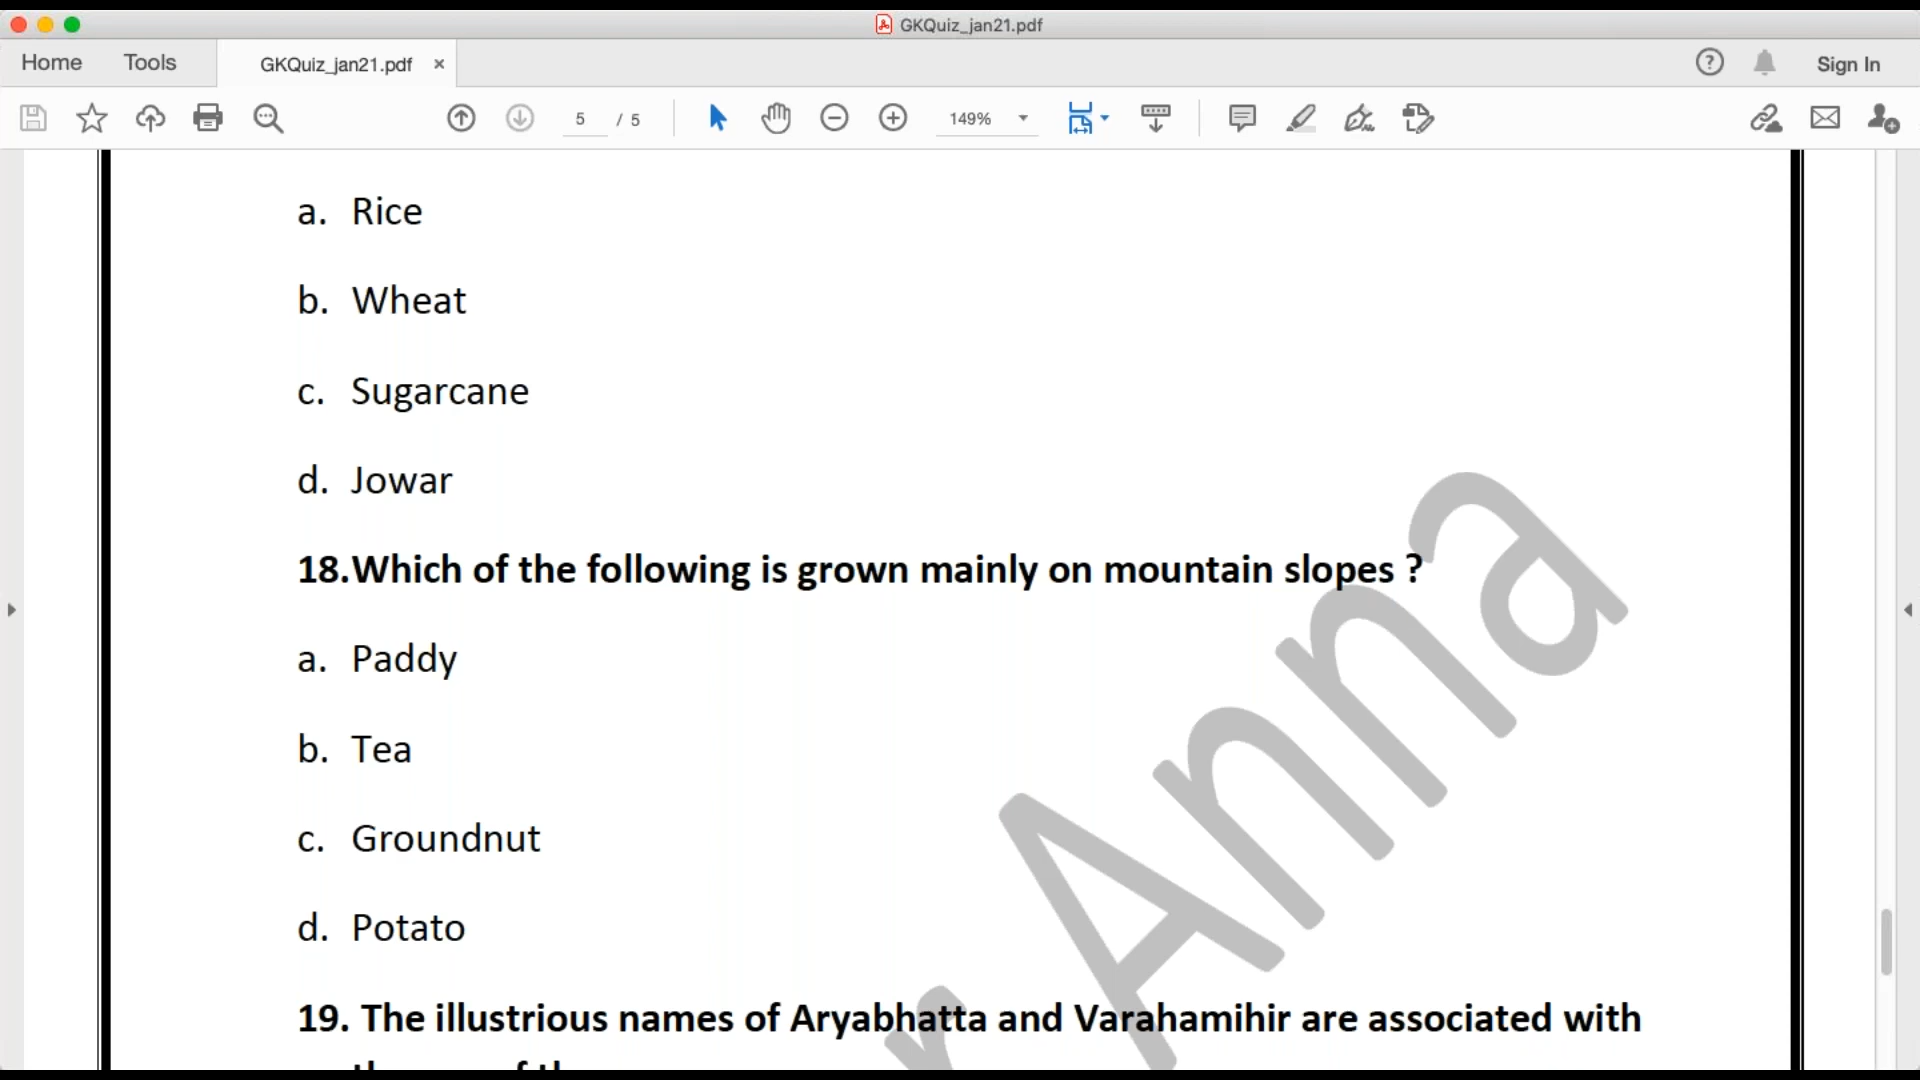 GKQuiz_jan21.pdf
Home Tools GKQuiz_jan21.pdf × Sign In
5 / 5 149%
a. Rice
b. Wheat
c. Sugarcane
d. Jowar
18.Which of the following is grown mainly on mountain slopes ?
a. Paddy
b. Tea
c. Groundnut
d. Potato
19. The illustrious names of Aryabhatta and Varahamihir are associated with
Anna